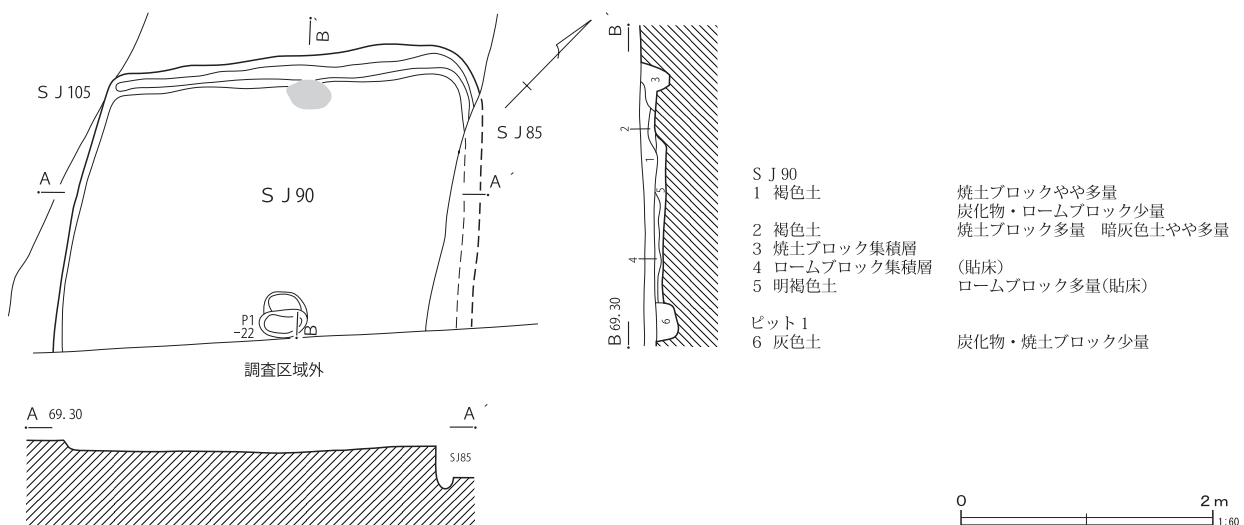 B´
B´
SJ105
SJ85
A
A´
SJ90
2
3
1
5
4
6
P1
-22
B
B 69.30
調査区域外
SJ90
1 褐色土 焼土ブロックやや多量
炭化物・ロームブロック少量
2 褐色土 焼土ブロック多量 暗灰色土やや多量
3 焼土ブロック集積層
4 ロームブロック集積層 (貼床)
5 明褐色土 ロームブロック多量(貼床)
ピット1
6 灰色土 炭化物・焼土ブロック少量
A 69.30
A´
SJ85
0 2m
1:60